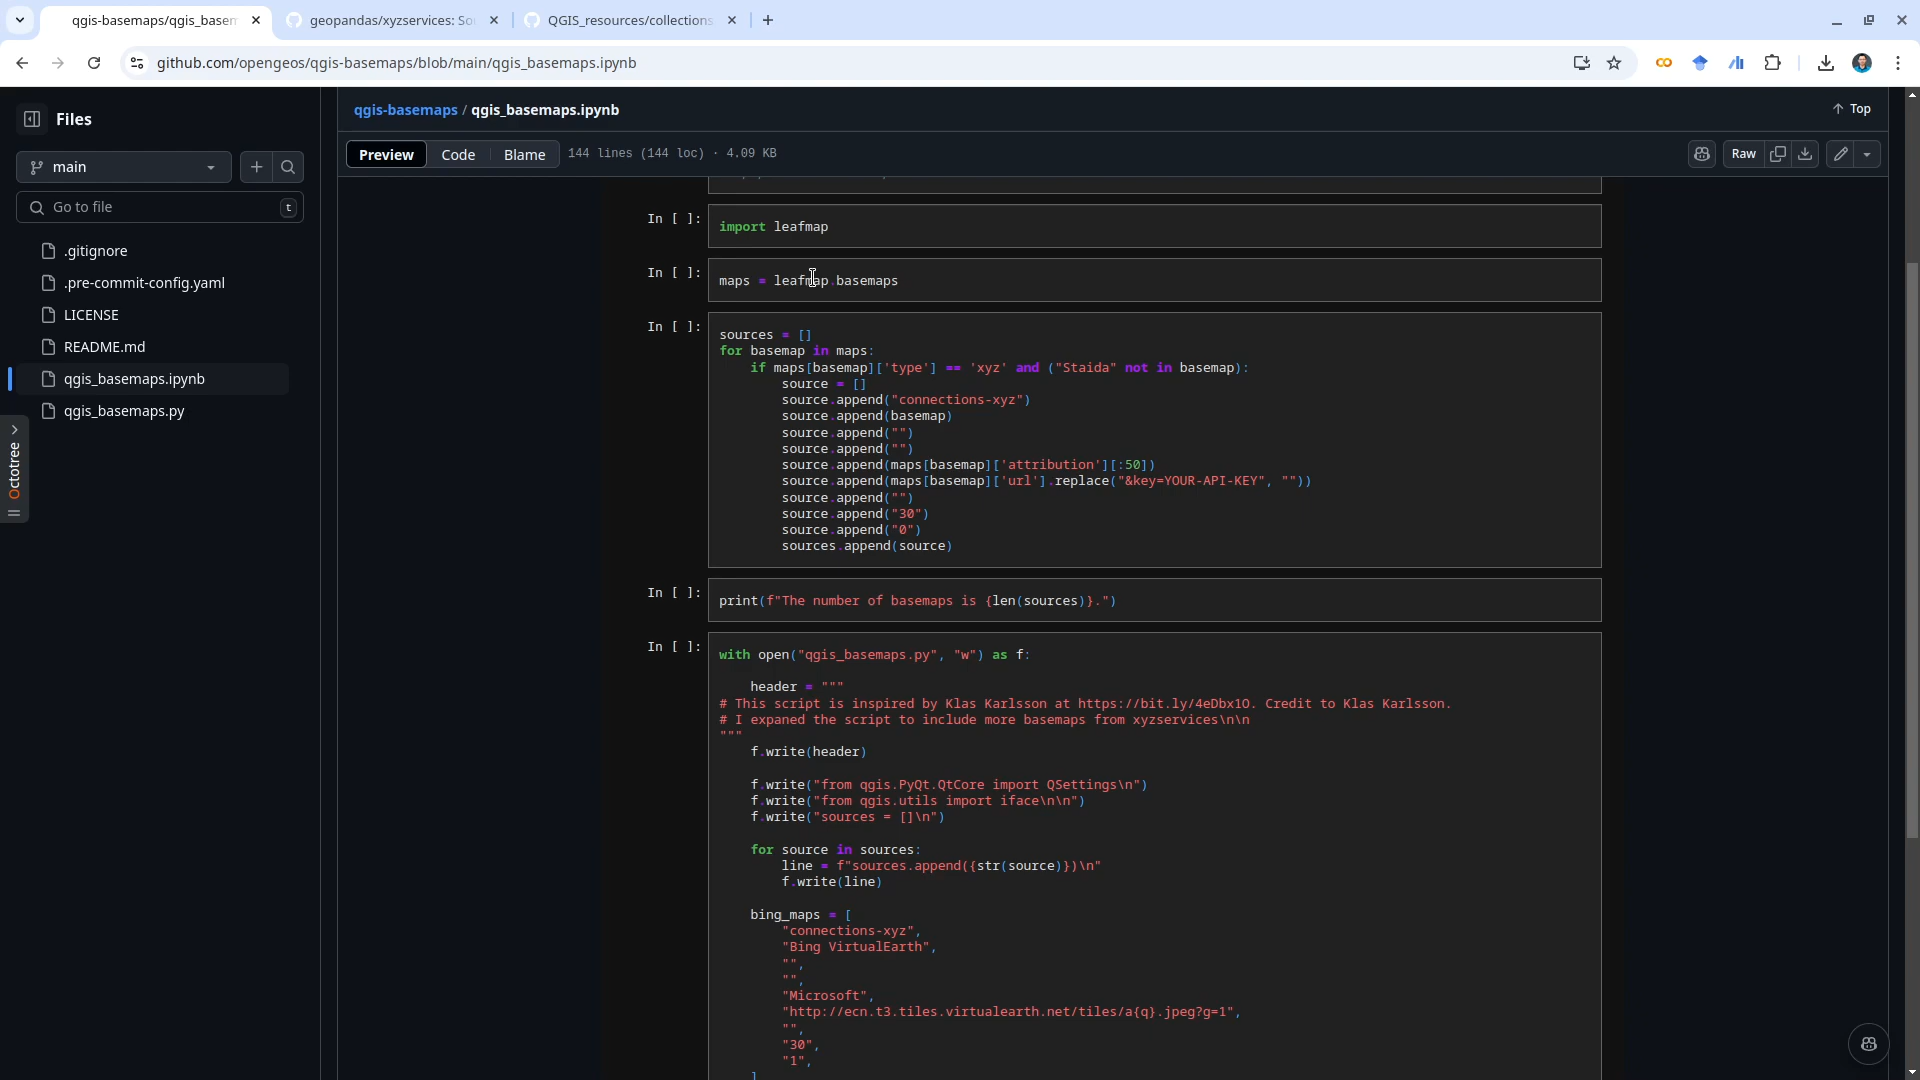 qgis-basemaps/qgis_basem
geopandas/xyzservices: So
QGIS_resources/collections
github.com/opengeos/qgis-basemaps/blob/main/qgis_basemaps.ipynb
Files
qgis-basemaps / qgis_basemaps.ipynb
Top
main
Preview
Code
Blame
144 lines (144 loc) · 4.09 KB
Raw
Go to file
t
.gitignore
.pre-commit-config.yaml
LICENSE
README.md
qgis_basemaps.ipynb
qgis_basemaps.py
Octotree
In [ ]:
import leafmap
In [ ]:
maps = leafmap.basemaps
In [ ]:
sources = []
for basemap in maps:
if maps[basemap]['type'] == 'xyz' and ("Staida" not in basemap):
source = []
source.append("connections-xyz")
source.append(basemap)
source.append("")
source.append("")
source.append(maps[basemap]['attribution'][:50])
source.append(maps[basemap]['url'].replace("&key=YOUR-API-KEY", ""))
source.append("")
source.append("30")
source.append("0")
sources.append(source)
In [ ]:
print(f"The number of basemaps is {len(sources)}.")
In [ ]:
with open("qgis_basemaps.py", "w") as f:
header = """
# This script is inspired by Klas Karlsson at https://bit.ly/4eDbx1O. Credit to Klas Karlsson.
# I expaned the script to include more basemaps from xyzservices\n\n
"""
f.write(header)
f.write("from qgis.PyQt.QtCore import QSettings\n")
f.write("from qgis.utils import iface\n\n")
f.write("sources = []\n")
for source in sources:
line = f"sources.append({str(source)})\n"
f.write(line)
bing_maps = [
"connections-xyz",
"Bing VirtualEarth",
"",
"",
"Microsoft",
"http://ecn.t3.tiles.virtualearth.net/tiles/a{q}.jpeg?g=1",
"",
"30",
"1",
]